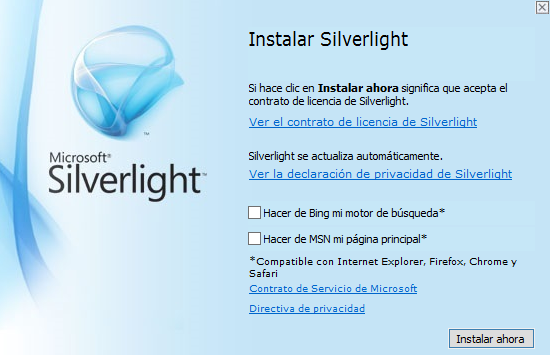 Instalar Silverlight
Si hace clic en Instalar ahora significa que acepta el
contrato de licencia de Silverlight.
Ver el contrato de licencia de Silverlight
Silverlight se actualiza automáticamente.
Ver la declaración de privacidad de Silverlight
Microsoft®
Silverlight™
Hacer de Bing mi motor de búsqueda*
Hacer de MSN mi página principal*
*Compatible con Internet Explorer, Firefox, Chrome y
Safari
Contrato de Servicio de Microsoft
Directiva de privacidad
Instalar ahora